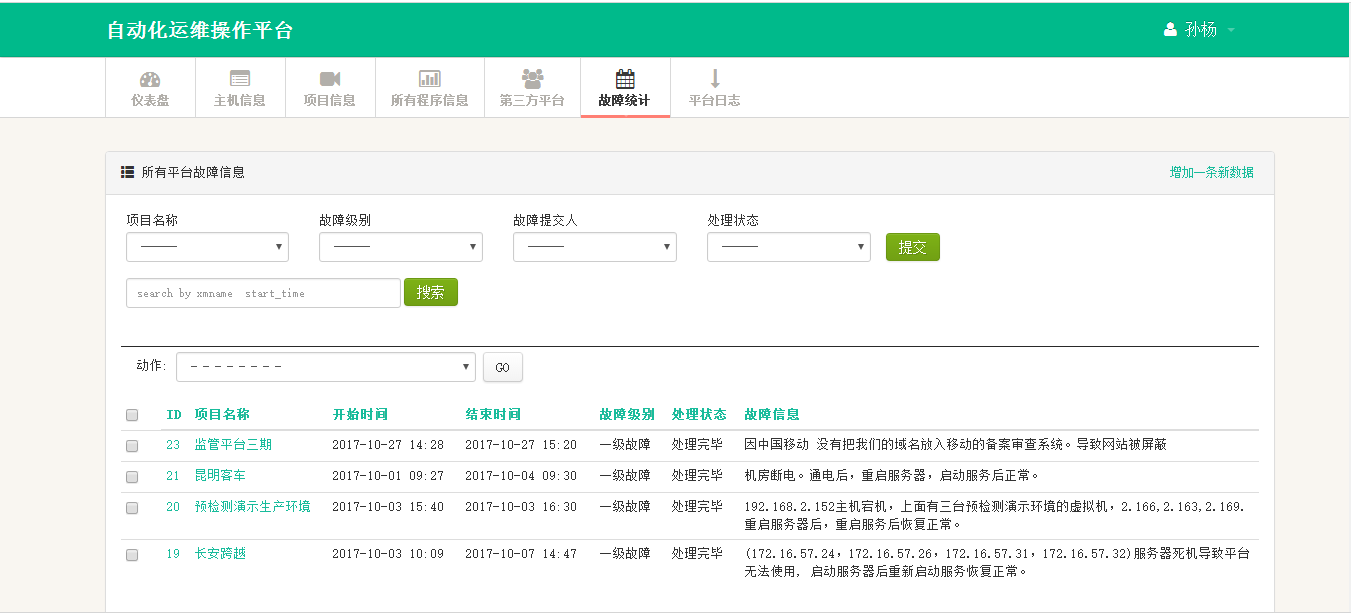 自动化运维操作平台
孙杨
仪表盘 主机信息 项目信息 所有程序信息 第三方平台 故障统计 平台日志
所有平台故障信息 增加一条新数据
项目名称 故障级别 故障提交人 处理状态
——— ——— ——— ——— 提交
search by xmname start_time 搜索
动作: - - - - - - - - GO
ID 项目名称 开始时间 结束时间 故障级别 处理状态 故障信息
23 监管平台三期 2017-10-27 14:28 2017-10-27 15:20 一级故障 处理完毕 因中国移动 没有把我们的域名放入移动的备案审查系统。导致网站被屏蔽
21 昆明客车 2017-10-01 09:27 2017-10-04 09:30 一级故障 处理完毕 机房断电。通电后，重启服务器，启动服务后正常。
20 预检测演示生产环境 2017-10-03 15:40 2017-10-03 16:30 一级故障 处理完毕 192.168.2.152主机宕机，上面有三台预检测演示环境的虚拟机，2.166,2.163,2.169.
重启服务器后，重启服务后恢复正常。
19 长安跨越 2017-10-03 10:09 2017-10-07 14:47 一级故障 处理完毕 (172.16.57.24，172.16.57.26，172.16.57.31，172.16.57.32)服务器死机导致平台
无法使用, 启动服务器后重新启动服务恢复正常。